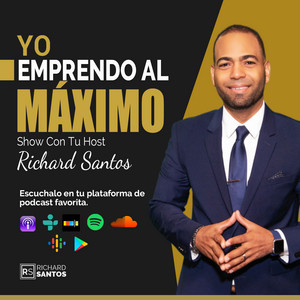 YO
EMPRENDO AL
MÁXIMO
Show Con Tu Host
Richard Santos
Escuchalo en tu plataforma de
podcast favorita.
RS RICHARD
SANTOS